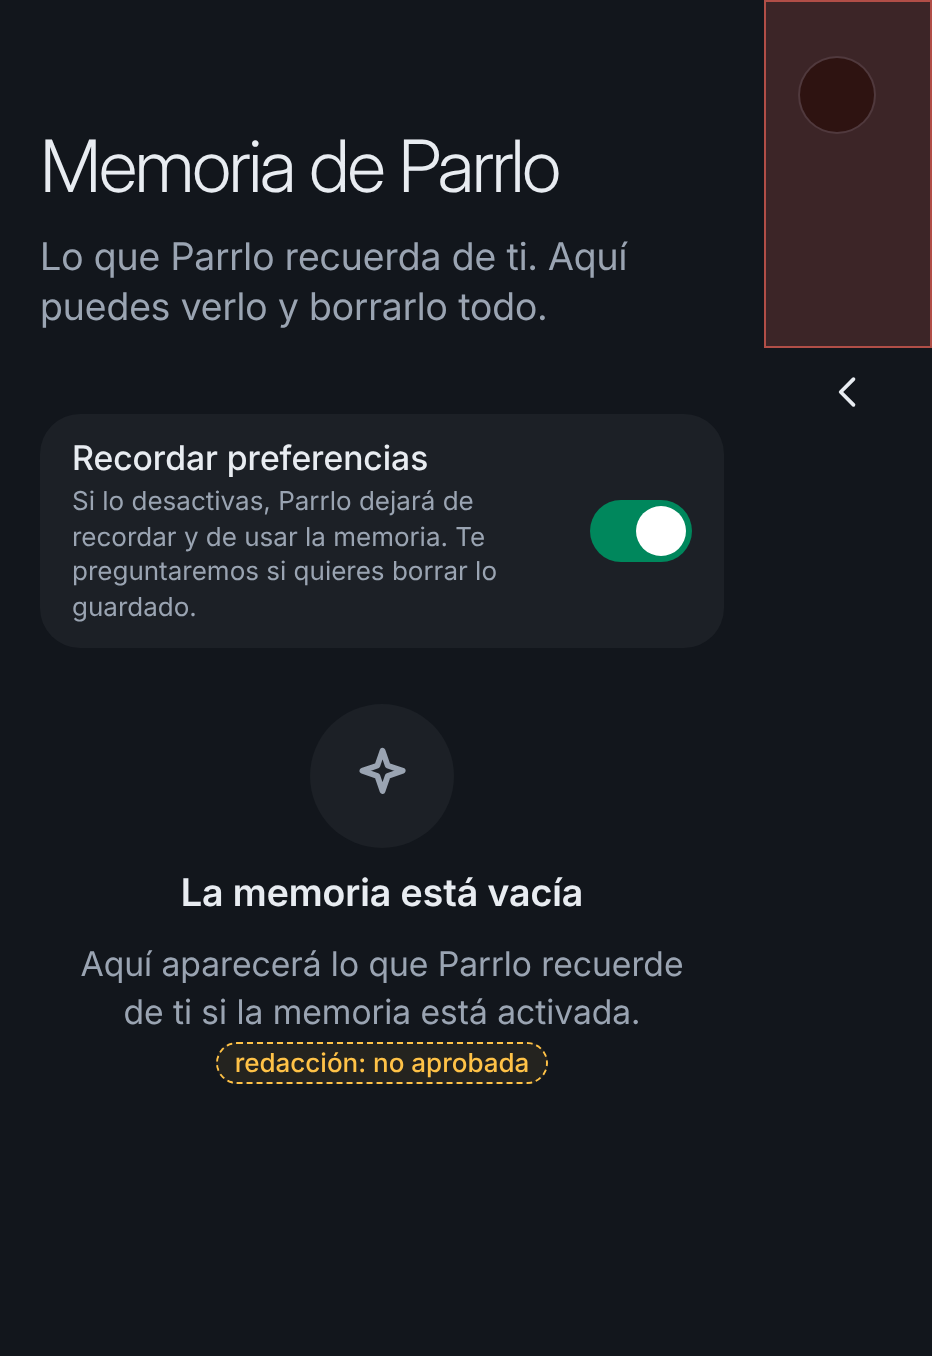 Memoria de Parrlo
Lo que Parrlo recuerda de ti. Aquí
puedes verlo y borrarlo todo.
Recordar preferencias
Si lo desactivas, Parrlo dejará de
recordar y de usar la memoria. Te
preguntaremos si quieres borrar lo
guardado.
La memoria está vacía
Aquí aparecerá lo que Parrlo recuerde
de ti si la memoria está activada.
redacción: no aprobada